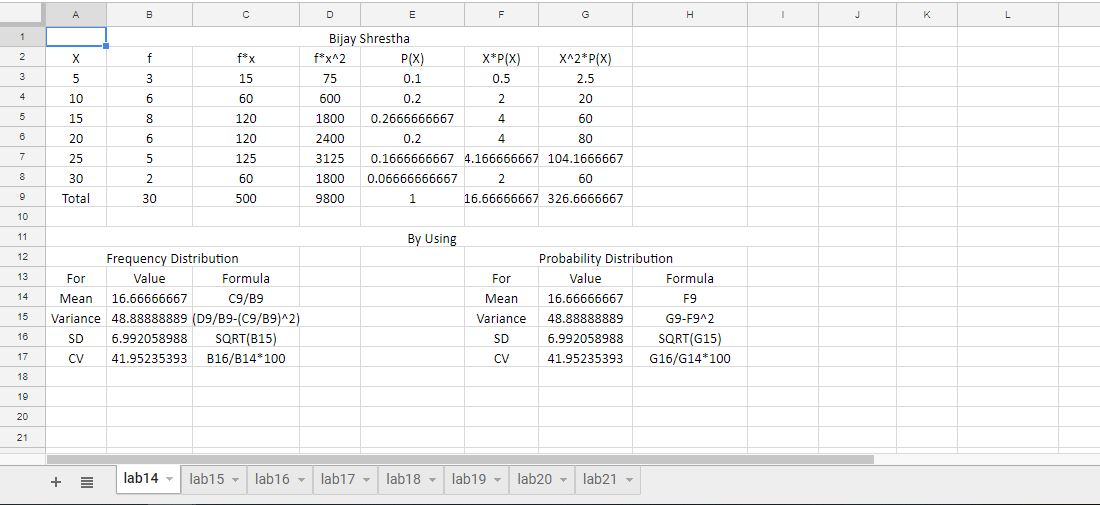 A B C D E F G H I J K L
1 Bijay Shrestha
2 X f f*x f*x^2 P(X) X*P(X) X^2*P(X)
3 5 3 15 75 0.1 0.5 2.5
4 10 6 60 600 0.2 2 20
5 15 8 120 1800 0.2666666667 4 60
6 20 6 120 2400 0.2 4 80
7 25 5 125 3125 0.1666666667 4.166666667 104.1666667
8 30 2 60 1800 0.06666666667 2 60
9 Total 30 500 9800 1 16.66666667 326.6666667
10
11 By Using
12 Frequency Distribution Probability Distribution
13 For Value Formula For Value Formula
14 Mean 16.66666667 C9/B9 Mean 16.66666667 F9
15 Variance 48.88888889 (D9/B9-(C9/B9)^2) Variance 48.88888889 G9-F9^2
16 SD 6.992058988 SQRT(B15) SD 6.992058988 SQRT(G15)
17 CV 41.95235393 B16/B14*100 CV 41.95235393 G16/G14*100
18
19
20
21
lab14 lab15 lab16 lab17 lab18 lab19 lab20 lab21